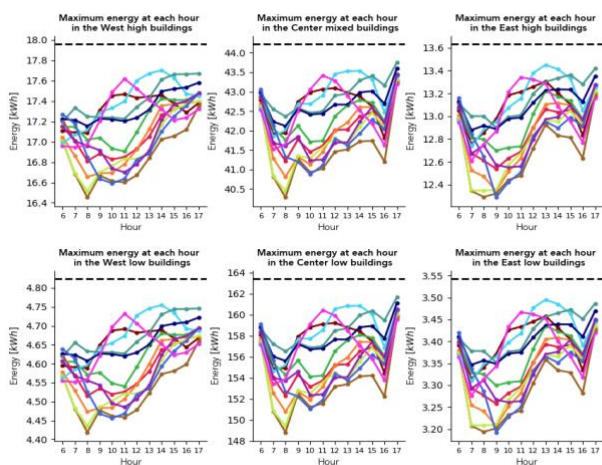 Maximum energy at each hour
in the West high buildings
Energy [kWh]
18.0
17.8
17.6
17.4
17.2
17.0
16.8
16.6
16.4
6 7 8 9 10 11 12 13 14 15 16 17
Hour
Maximum energy at each hour
in the Center mixed buildings
Energy [kWh]
44.0
43.5
43.0
42.5
42.0
41.5
41.0
40.5
6 7 8 9 10 11 12 13 14 15 16 17
Hour
Maximum energy at each hour
in the East high buildings
Energy [kWh]
13.6
13.4
13.2
13.0
12.8
12.6
12.4
6 7 8 9 10 11 12 13 14 15 16 17
Hour
Maximum energy at each hour
in the West low buildings
Energy [kWh]
4.80
4.75
4.70
4.65
4.60
4.55
4.50
4.45
4.40
6 7 8 9 10 11 12 13 14 15 16 17
Hour
Maximum energy at each hour
in the Center low buildings
Energy [kWh]
164
162
160
158
156
154
152
150
148
6 7 8 9 10 11 12 13 14 15 16 17
Hour
Maximum energy at each hour
in the East low buildings
Energy [kWh]
3.55
3.50
3.45
3.40
3.35
3.30
3.25
3.20
6 7 8 9 10 11 12 13 14 15 16 17
Hour